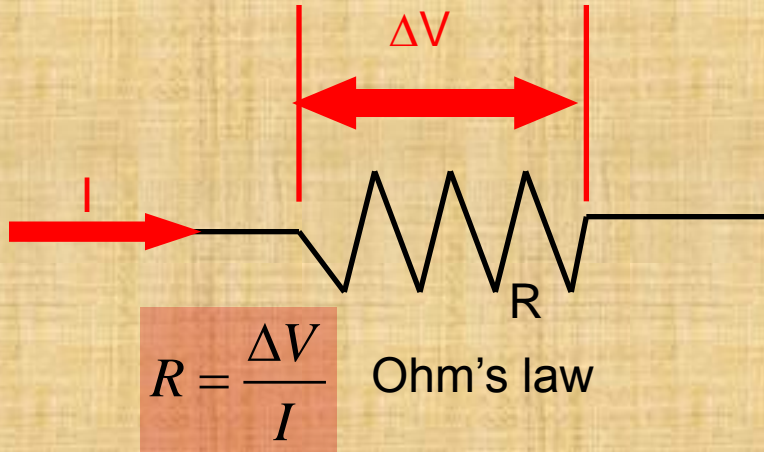 ΔV
I
R
R = ΔV / I
Ohm's law